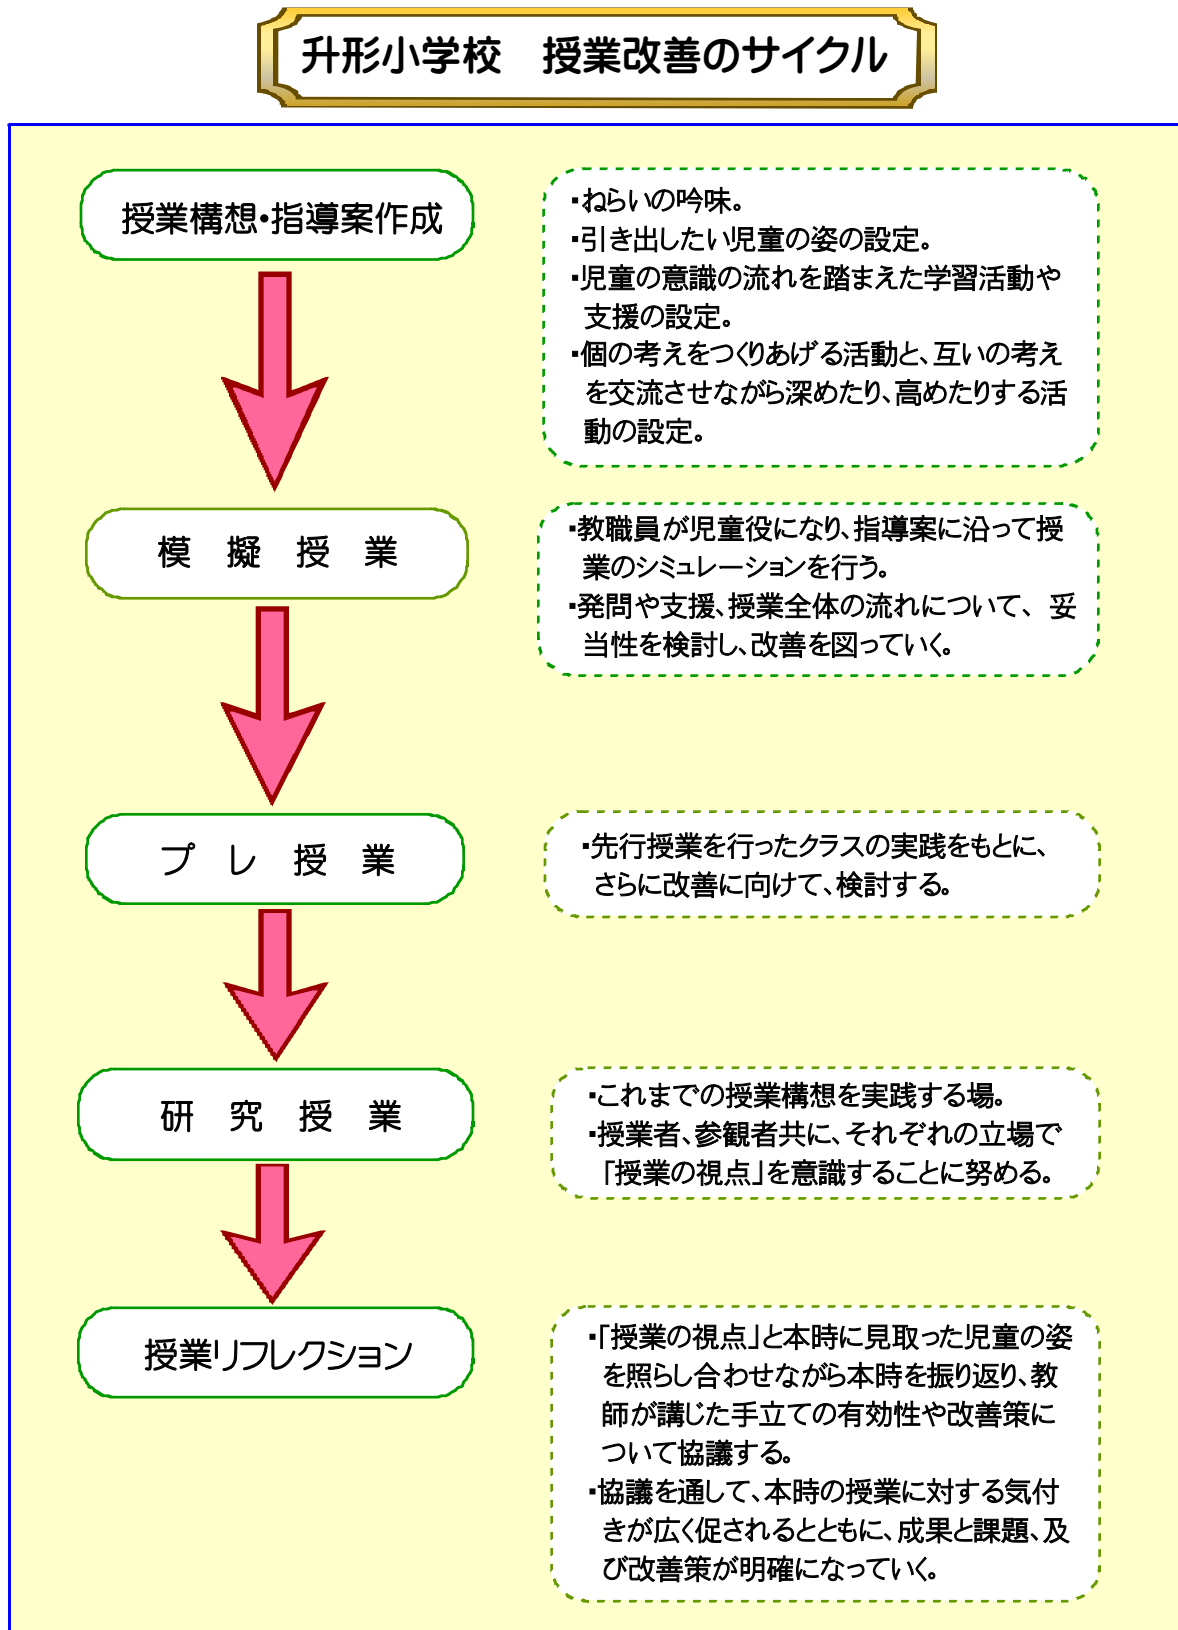 升形小学校　授業改善のサイクル
授業構想・指導案作成
・ねらいの吟味。
・引き出したい児童の姿の設定。
・児童の意識の流れを踏まえた学習活動や
支援の設定。
・個の考えをつくりあげる活動と、互いの考え
を交流させながら深めたり、高めたりする活
動の設定。
模　擬　授　業
・教職員が児童役になり、指導案に沿って授
業のシミュレーションを行う。
・発問や支援、授業全体の流れについて、妥
当性を検討し、改善を図っていく。
プ　レ　授　業
・先行授業を行ったクラスの実践をもとに、
さらに改善に向けて、検討する。
研　究　授　業
・これまでの授業構想を実践する場。
・授業者、参観者共に、それぞれの立場で
「授業の視点」を意識することに努める。
授業リフレクション
・「授業の視点」と本時に見取った児童の姿
を照らし合わせながら本時を振り返り、教
師が講じた手立ての有効性や改善策に
ついて協議する。
・協議を通して、本時の授業に対する気付
きが広く促されるとともに、成果と課題、及
び改善策が明確になっていく。